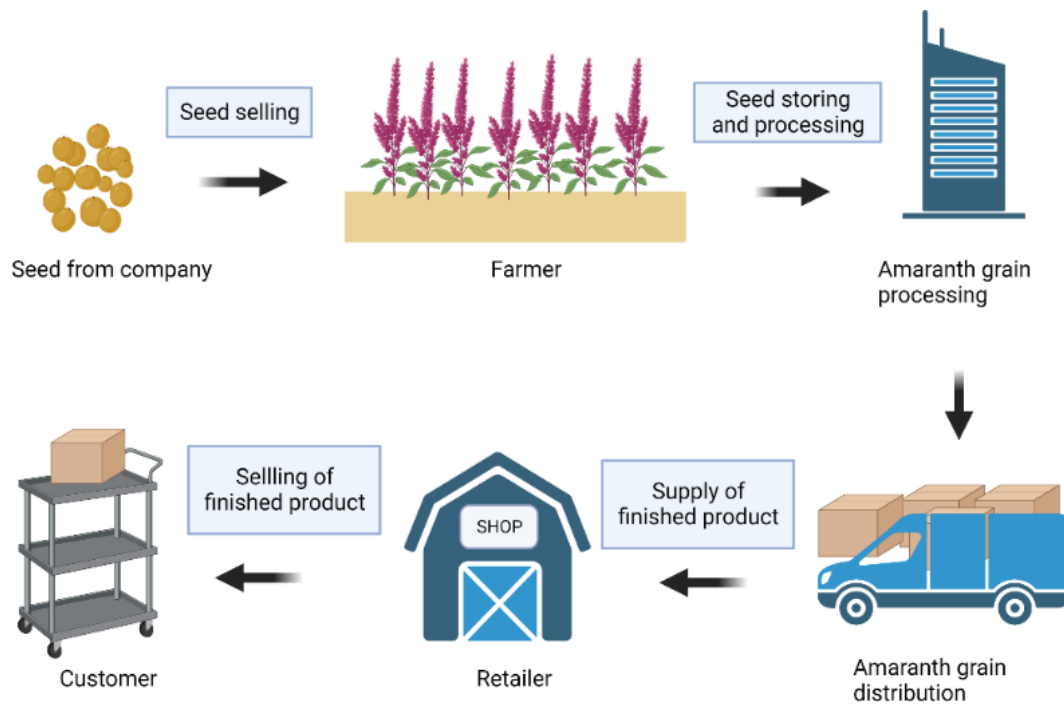 Seed selling
Seed storing
and processing
Seed from company
Farmer
Amaranth grain
processing
Sellling of
finished product
SHOP
Supply of
finished product
Customer
Retailer
Amaranth grain
distribution